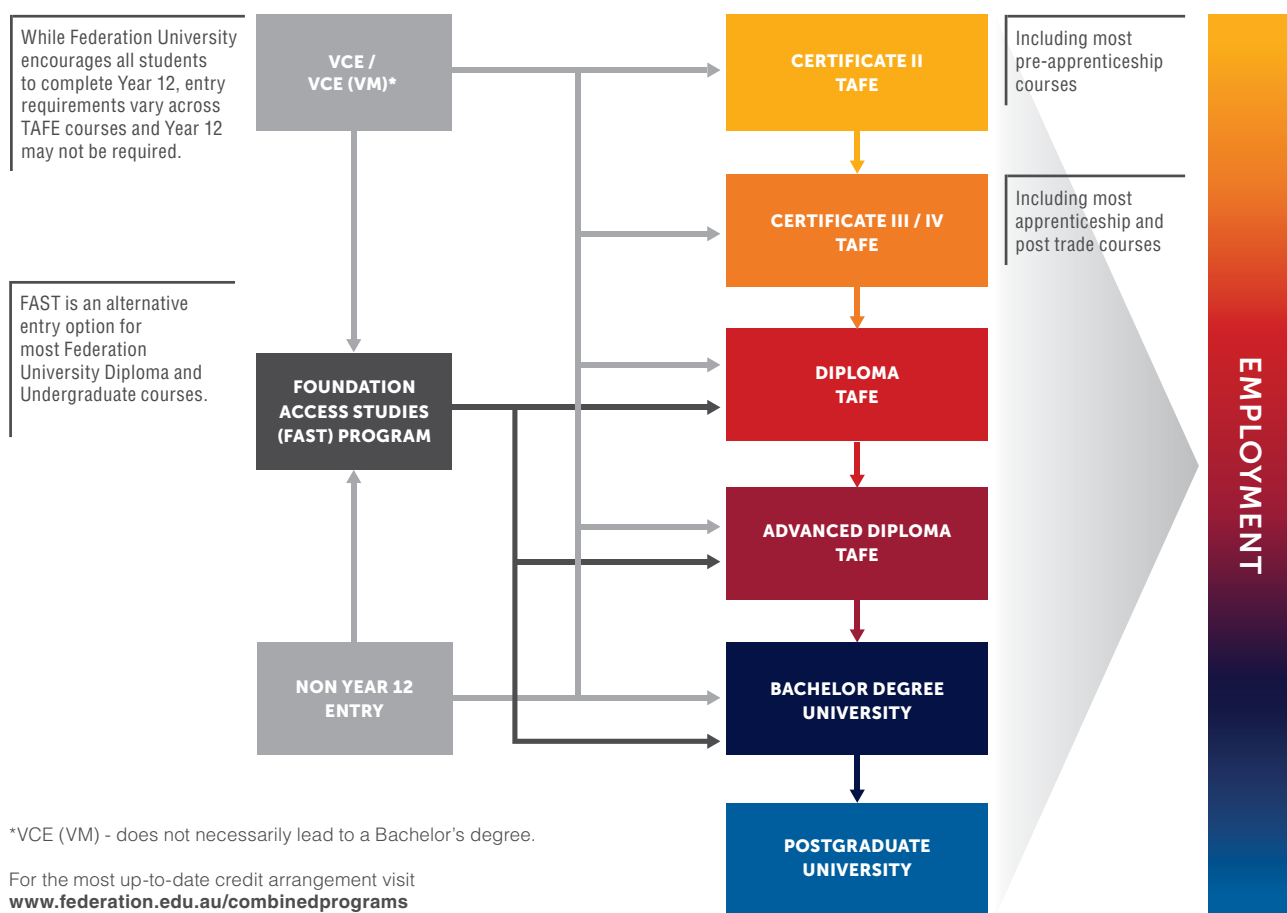 While Federation University
encourages all students
to complete Year 12, entry
requirements vary across
TAFE courses and Year 12
may not be required.
VCE /
VCE (VM)*
CERTIFICATE II
TAFE
Including most
pre-apprenticeship
courses
CERTIFICATE III / IV
TAFE
Including most
apprenticeship and
post trade courses
FAST is an alternative
entry option for
most Federation
University Diploma and
Undergraduate courses.
FOUNDATION
ACCESS STUDIES
(FAST) PROGRAM
DIPLOMA
TAFE
EMPLOYMENT
ADVANCED DIPLOMA
TAFE
NON YEAR 12
ENTRY
BACHELOR DEGREE
UNIVERSITY
POSTGRADUATE
UNIVERSITY
*VCE (VM) - does not necessarily lead to a Bachelor’s degree.
For the most up-to-date credit arrangement visit
www.federation.edu.au/combinedprograms